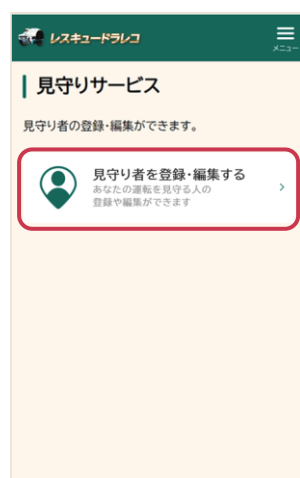 レスキュードラレコ
メニュー
見守りサービス
見守り者の登録・編集ができます。
見守り者を登録・編集する
あなたの運転を見守る人の
登録や編集ができます